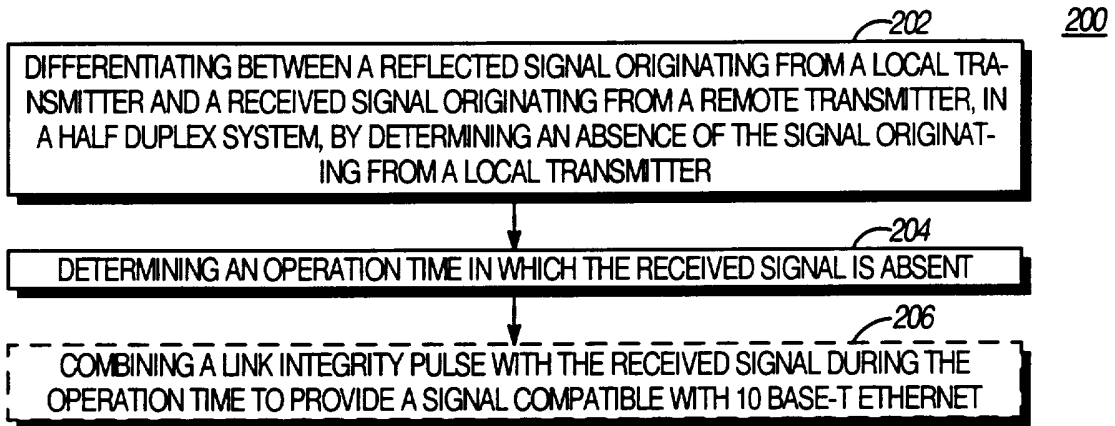 200
202
DIFFERENTIATING BETWEEN A REFLECTED SIGNAL ORIGINATING FROM A LOCAL TRA-
NSMITTER AND A RECEIVED SIGNAL ORIGINATING FROM A REMOTE TRANSMITTER, IN
A HALF DUPLEX SYSTEM, BY DETERMINING AN ABSENCE OF THE SIGNAL ORIGINAT-
ING FROM A LOCAL TRANSMITTER
204
DETERMINING AN OPERATION TIME IN WHICH THE RECEIVED SIGNAL IS ABSENT
206
COMBINING A LINK INTEGRITY PULSE WITH THE RECEIVED SIGNAL DURING THE
OPERATION TIME TO PROVIDE A SIGNAL COMPATIBLE WITH 10 BASE-T ETHERNET